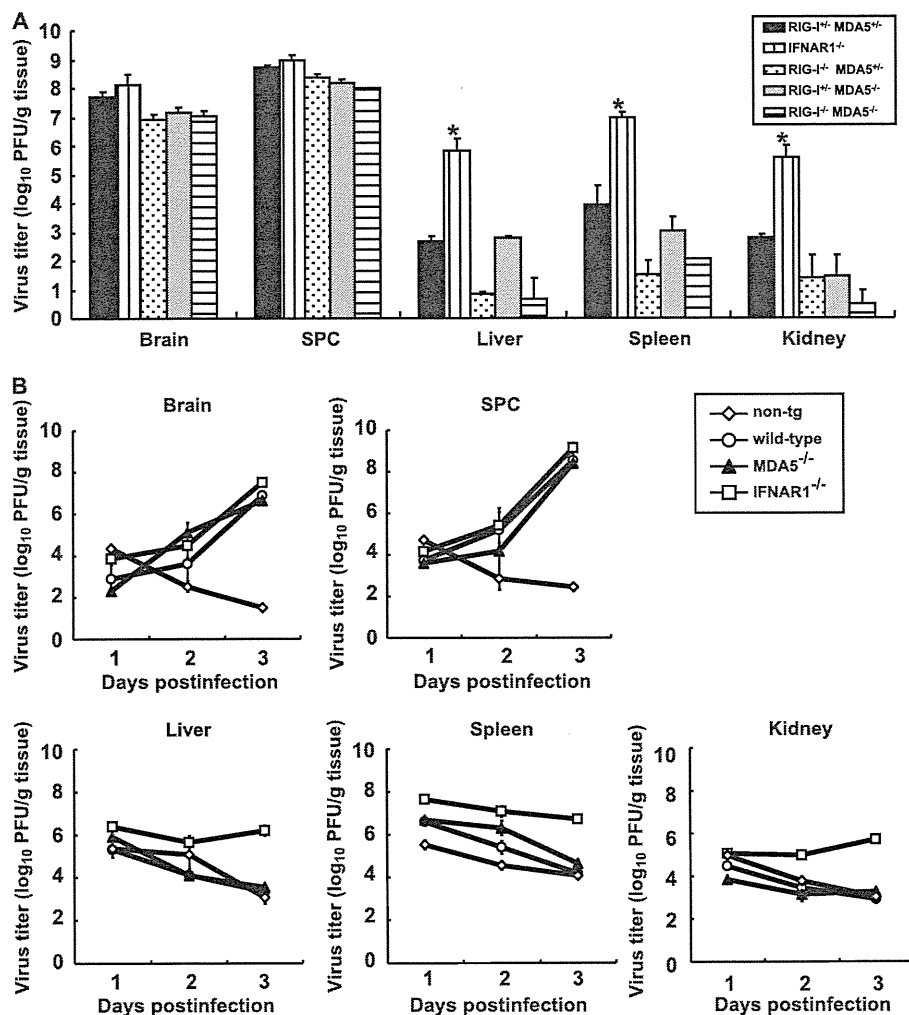 A
Virus titer (log10 PFU/g tissue)
10
9
8
7
6
5
4
3
2
1
0
RIG-I+/- MDA5+/-
IFNAR1-/-
RIG-I-/- MDA5+/-
RIG-I+/- MDA5-/-
RIG-I-/- MDA5-/-
*
*
*
Brain
SPC
Liver
Spleen
Kidney
B
Brain
Virus titer (log10 PFU/g tissue)
10
8
6
4
2
0
1
2
3
Days postinfection
SPC
Virus titer (log10 PFU/g tissue)
10
8
6
4
2
0
1
2
3
Days postinfection
non-tg
wild-type
MDA5-/-
IFNAR1-/-
Liver
Virus titer (log10 PFU/g tissue)
10
8
6
4
2
0
1
2
3
Days postinfection
Spleen
Virus titer (log10 PFU/g tissue)
10
8
6
4
2
0
1
2
3
Days postinfection
Kidney
Virus titer (log10 PFU/g tissue)
10
8
6
4
2
0
1
2
3
Days postinfection